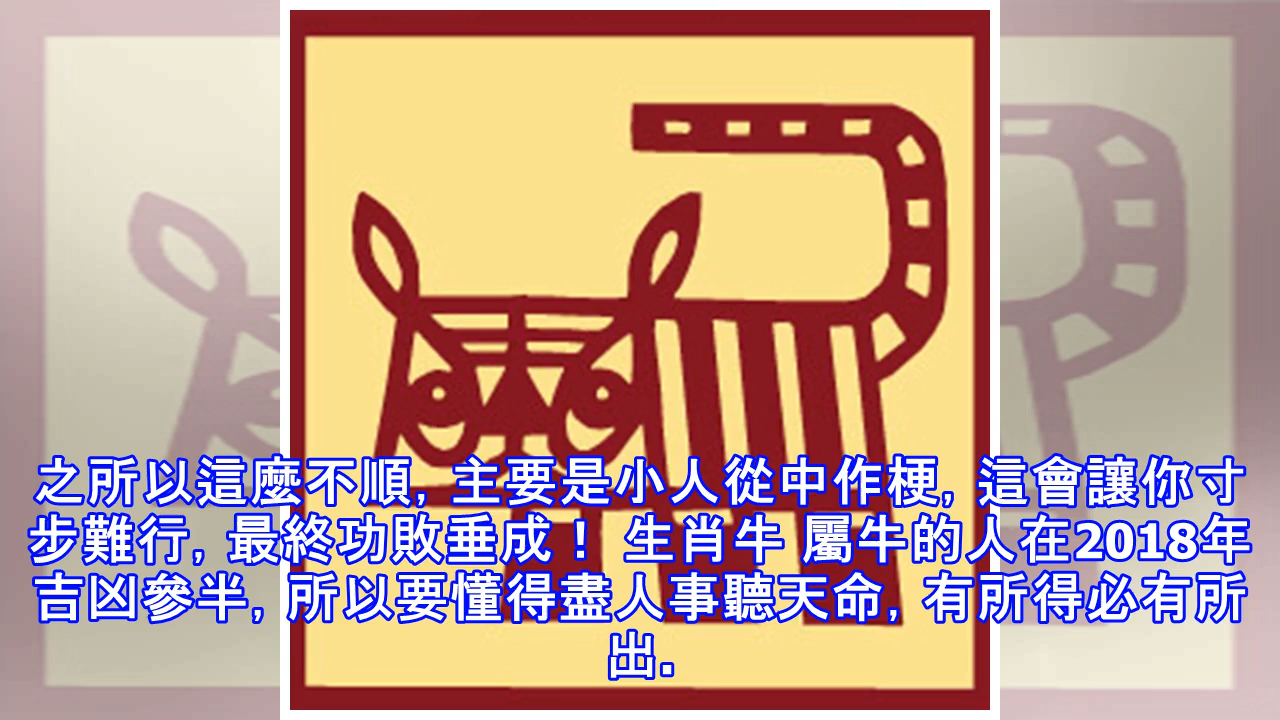 之所以這麼不順, 主要是小人從中作梗, 這會讓你寸
步難行, 最終功敗垂成！ 生肖牛 屬牛的人在2018年
吉凶參半, 所以要懂得盡人事聽天命, 有所得必有所
出.